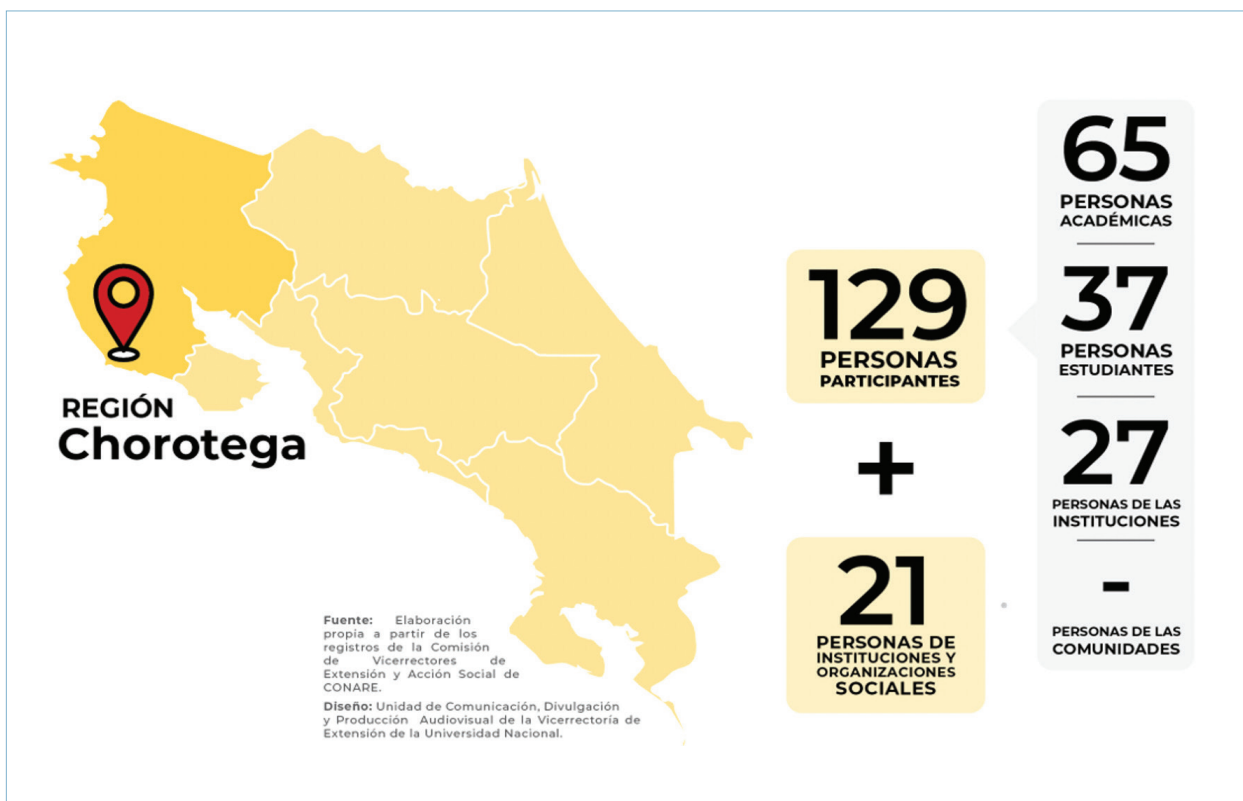 REGIÓN
Chorotega
129
PERSONAS
PARTICIPANTES
+
21
PERSONAS DE
INSTITUCIONES Y
ORGANIZACIONES
SOCIALES
65
PERSONAS
ACADÉMICAS
37
PERSONAS
ESTUDIANTES
27
PERSONAS DE LAS
INSTITUCIONES
-
PERSONAS DE LAS
COMUNIDADES
Fuente: Elaboración
propia a partir de los
registros de la Comisión
de Vicerrectores de
Extensión y Acción Social de
CONARE.
Diseño: Unidad de Comunicación, Divulgación
y Producción Audiovisual de la Vicerrectoría de
Extensión de la Universidad Nacional.